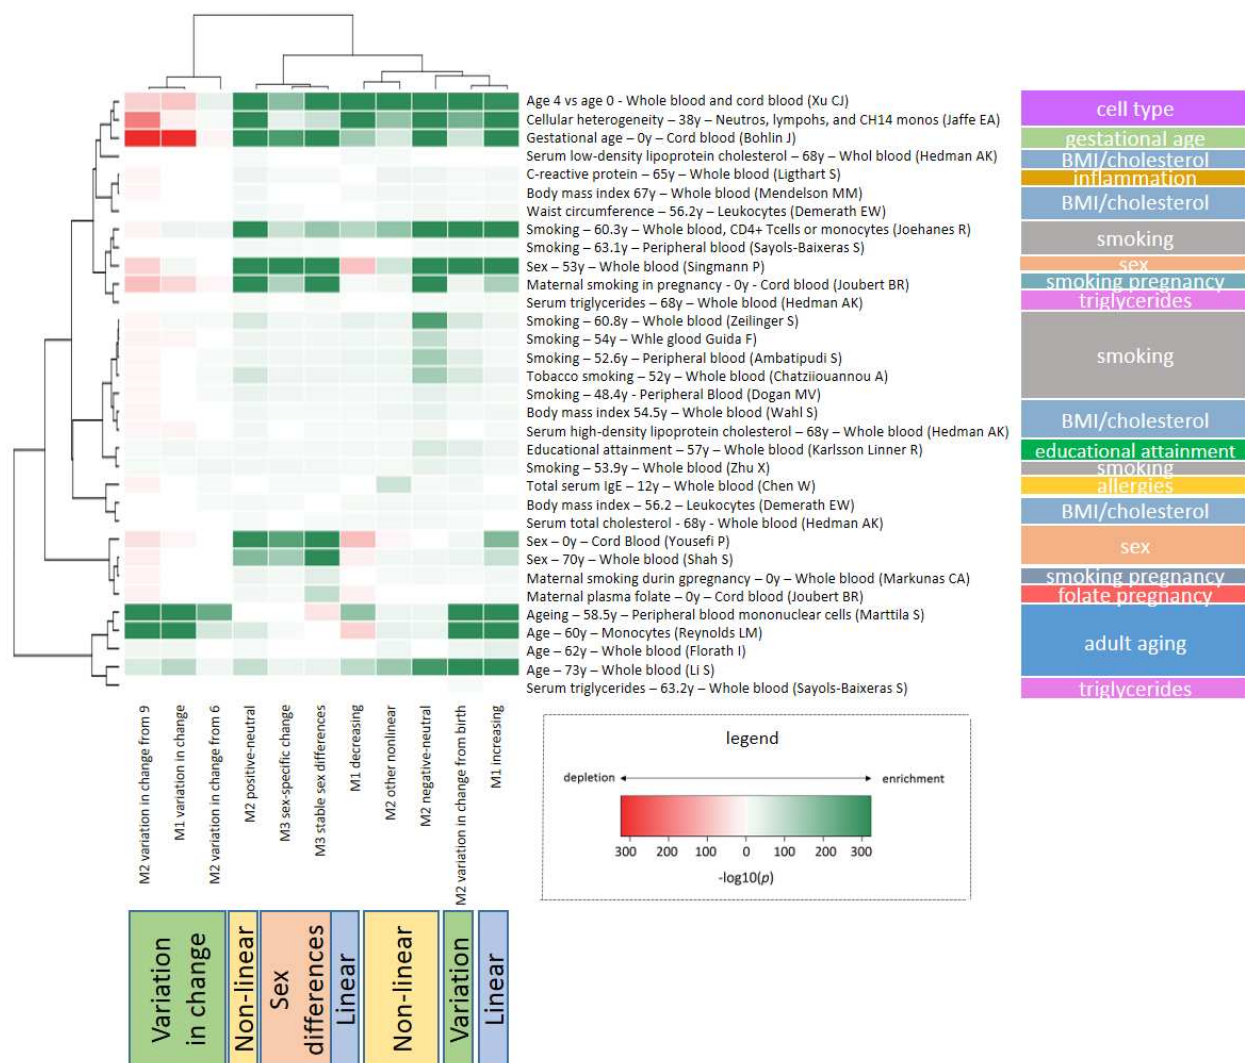 Age 4 vs age 0 - Whole blood and cord blood (Xu CJ)
Cellular heterogeneity – 38y – Neutros, lympohs, and CH14 monos (Jaffe EA)
Gestational age – 0y – Cord blood (Bohlin J)
Serum low-density lipoprotein cholesterol – 68y – Whol blood (Hedman AK)
C-reactive protein – 65y – Whole blood (Ligthart S)
Body mass index 67y – Whole blood (Mendelson MM)
Waist circumference – 56.2y – Leukocytes (Demerath EW)
Smoking – 60.3y – Whole blood, CD4+ Tcells or monocytes (Joehanes R)
Smoking – 63.1y – Peripheral blood (Sayols-Baixeras S)
Sex – 53y – Whole blood (Singmann P)
Maternal smoking in pregnancy - 0y - Cord blood (Joubert BR)
Serum triglycerides – 68y – Whole blood (Hedman AK)
Smoking – 60.8y – Whole blood (Zeilinger S)
Smoking – 54y – Whle glood Guida F)
Smoking – 52.6y – Peripheral blood (Ambatipudi S)
Tobacco smoking – 52y – Whole blood (Chatziiouannou A)
Smoking – 48.4y - Peripheral Blood (Dogan MV)
Body mass index 54.5y – Whole blood (Wahl S)
Serum high-density lipoprotein cholesterol – 68y – Whole blood (Hedman AK)
Educational attainment – 57y – Whole blood (Karlsson Linner R)
Smoking – 53.9y – Whole blood (Zhu X)
Total serum IgE – 12y – Whole blood (Chen W)
Body mass index – 56.2 – Leukocytes (Demerath EW)
Serum total cholesterol - 68y - Whole blood (Hedman AK)
Sex – 0y – Cord Blood (Yousefi P)
Sex – 70y – Whole blood (Shah S)
Maternal smoking durin gpregnancy – 0y – Whole blood (Markunas CA)
Maternal plasma folate – 0y – Cord blood (Joubert BR)
Ageing – 58.5y – Peripheral blood mononuclear cells (Marttila S)
Age – 60y – Monocytes (Reynolds LM)
Age – 62y – Whole blood (Florath I)
Age – 73y – Whole blood (Li S)
Serum triglycerides – 63.2y – Whole blood (Sayols-Baixeras S)
cell type
gestational age
BMI/cholesterol
inflammation
BMI/cholesterol
smoking
sex
smoking pregnancy
triglycerides
smoking
BMI/cholesterol
educational attainment
smoking
allergies
BMI/cholesterol
sex
smoking pregnancy
folate pregnancy
adult aging
triglycerides
M2 variation in change from 9
M1 variation in change
M2 variation in change from 6
M2 positive-neutral
M3 sex-specific change
M3 stable sex differences
M1 decreasing
M2 other nonlinear
M2 negative-neutral
M2 variation in change from birth
M1 increasing
legend
depletion
enrichment
300 200 100 0 100 200 300
-log10(p)
Variation
in change
Non-linear
Sex
differences
Linear
Non-linear
Variation
Linear